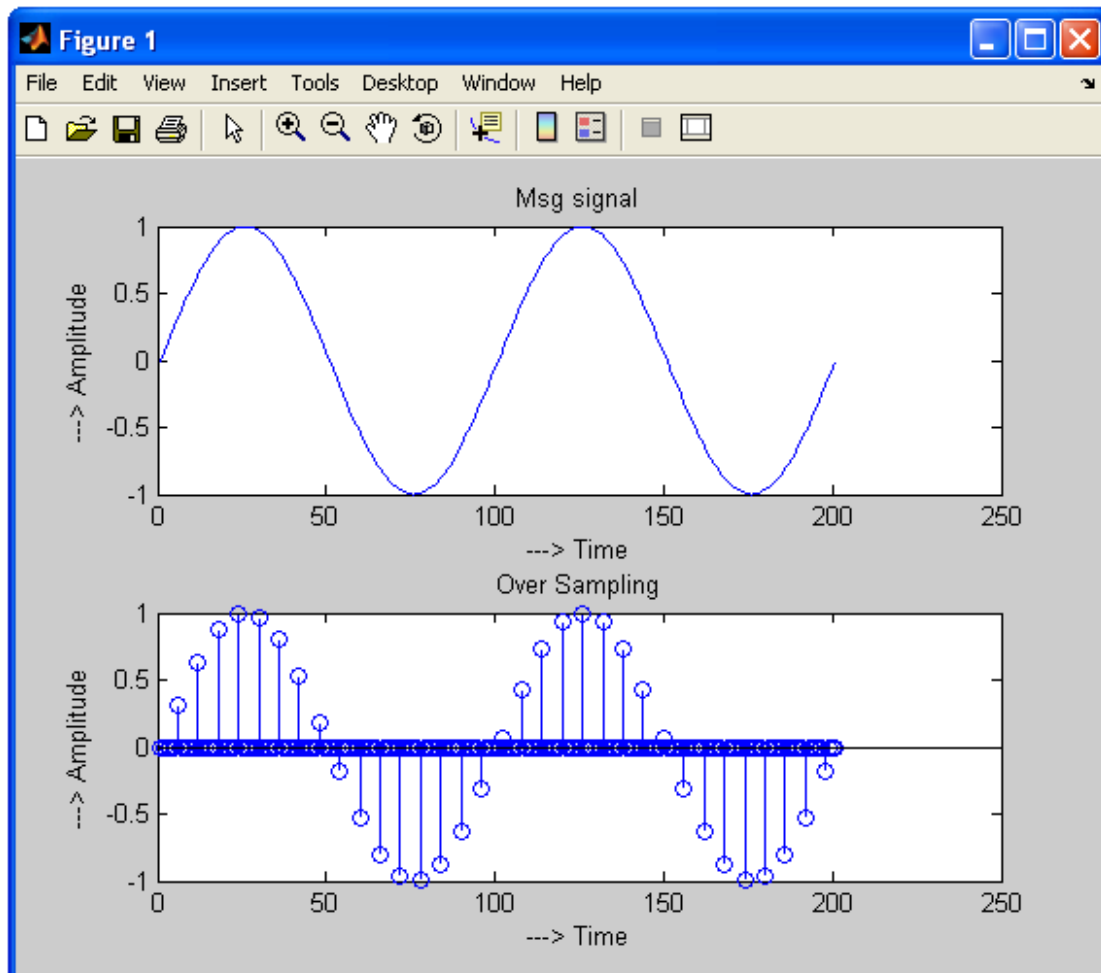 Figure 1
File Edit View Insert Tools Desktop Window Help
Msg signal
1
0.5
0
-0.5
-1
---> Amplitude
0 50 100 150 200 250
---> Time
Over Sampling
1
0.5
0
-0.5
-1
---> Amplitude
0 50 100 150 200 250
---> Time